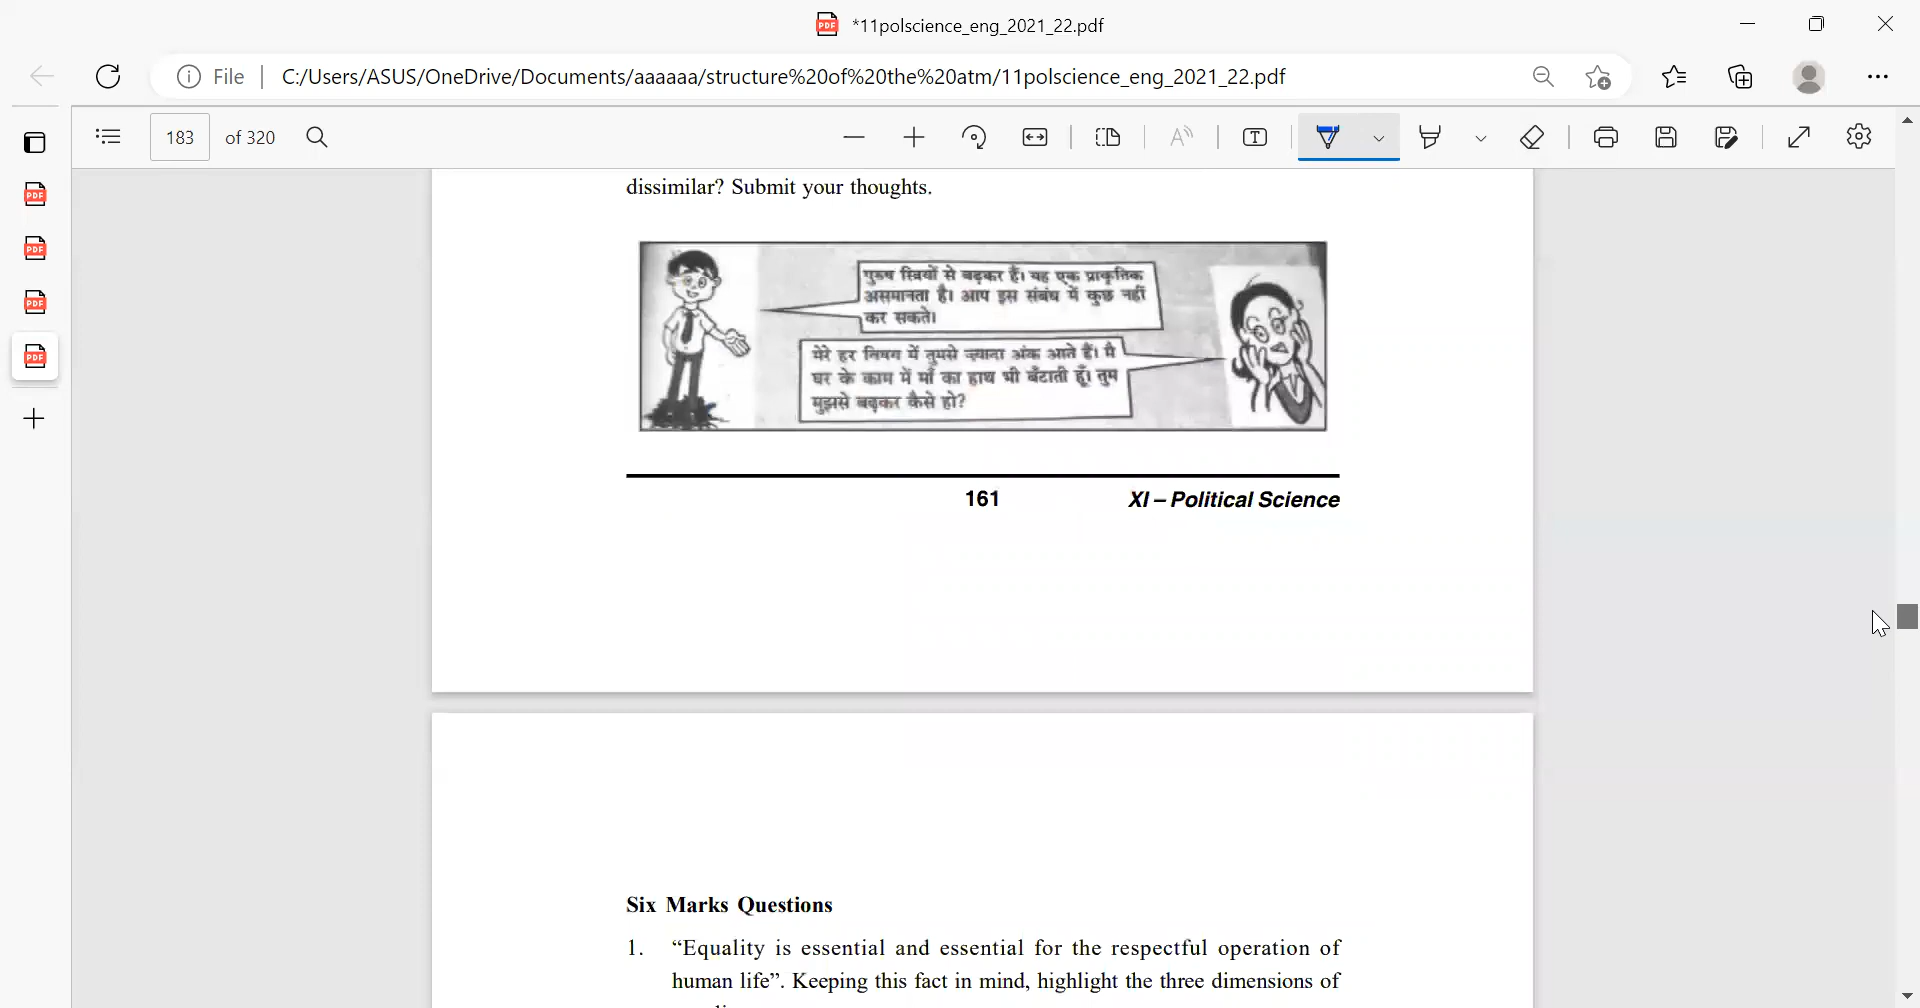 *11polscience_eng_2021_22.pdf
File
C:/Users/ASUS/OneDrive/Documents/aaaaaa/structure%20of%20the%20atm/11polscience_eng_2021_22.pdf
183 of 320
dissimilar? Submit your thoughts.
पुरुष स्त्रियों से बढ़कर हैं। यह एक प्राकृतिक
असमानता है। आप इस संबंध में कुछ नहीं
कर सकते।
मेरे हर विषय में तुमसे ज्यादा अंक आते हैं। मै
घर के काम में माँ का हाथ भी बँटाती हूँ। तुम
मुझसे बढ़कर कैसे हो?
161
XI – Political Science
Six Marks Questions
1. “Equality is essential and essential for the respectful operation of
human life”. Keeping this fact in mind, highlight the three dimensions of